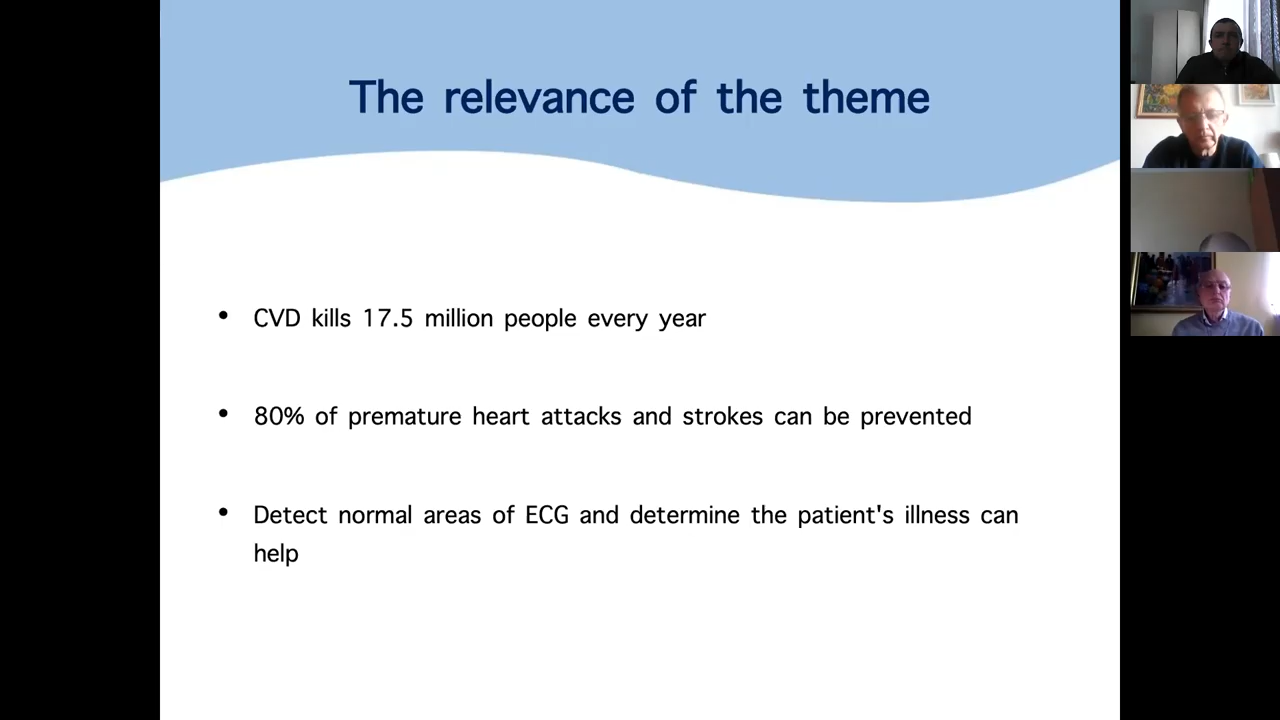 The relevance of the theme
• CVD kills 17.5 million people every year
• 80% of premature heart attacks and strokes can be prevented
• Detect normal areas of ECG and determine the patient's illness can
help